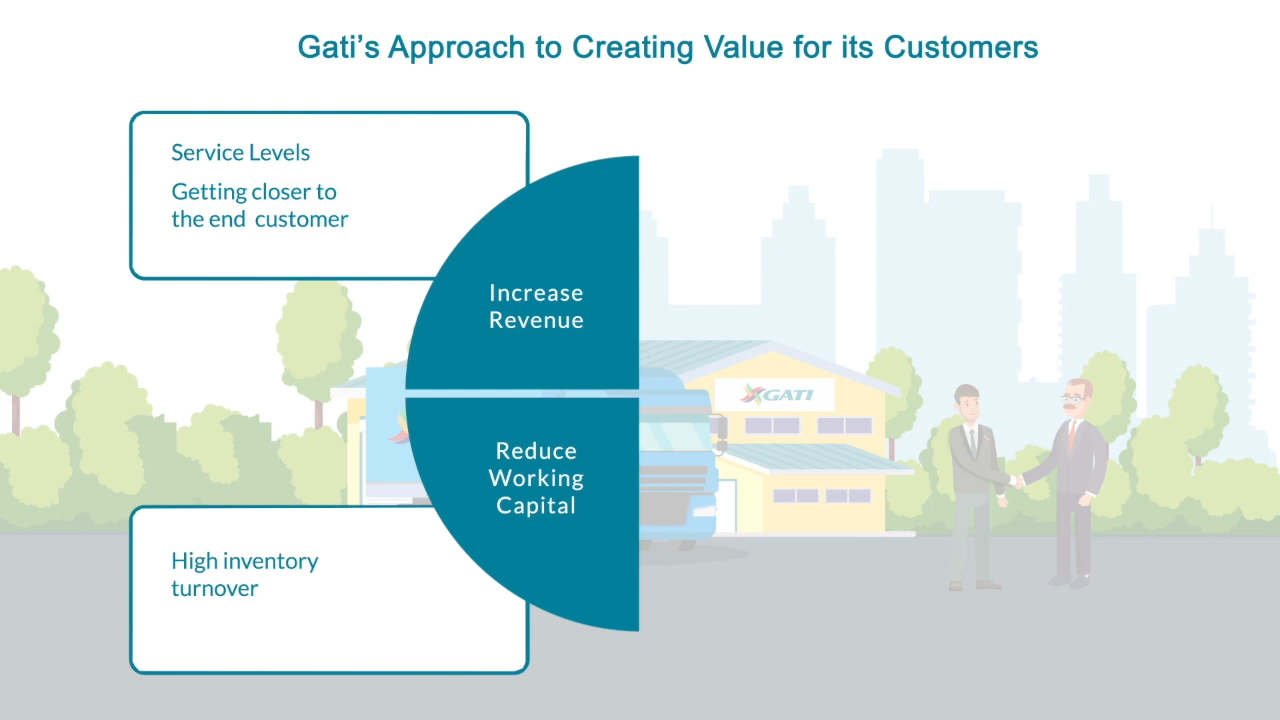 Gati’s Approach to Creating Value for its Customers
Service Levels
Getting closer to
the end customer
Increase
Revenue
GATI
Reduce
Working
Capital
High inventory
turnover